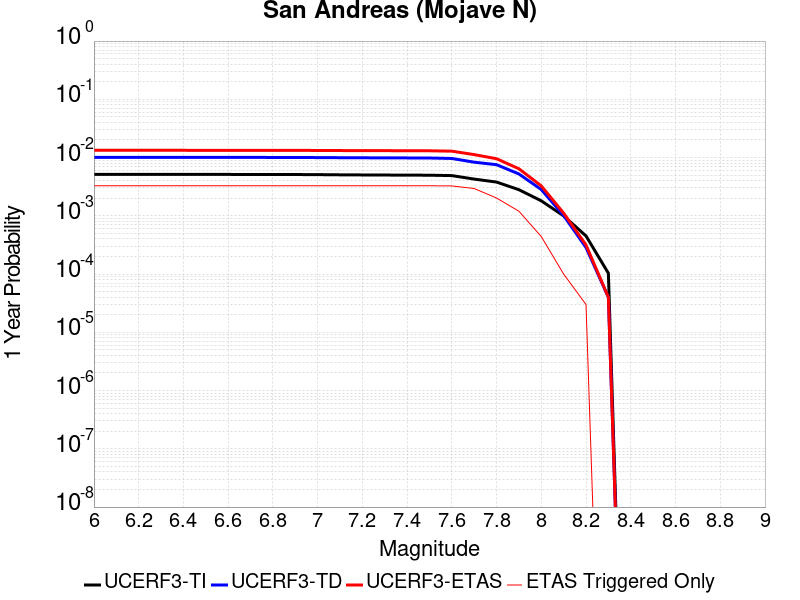 San Andreas (Mojave N)
10^0
10^-1
10^-2
10^-3
10^-4
10^-5
10^-6
10^-7
10^-8
1 Year Probability
6 6.2 6.4 6.6 6.8 7 7.2 7.4 7.6 7.8 8 8.2 8.4 8.6 8.8 9
Magnitude
UCERF3-TI UCERF3-TD UCERF3-ETAS ETAS Triggered Only